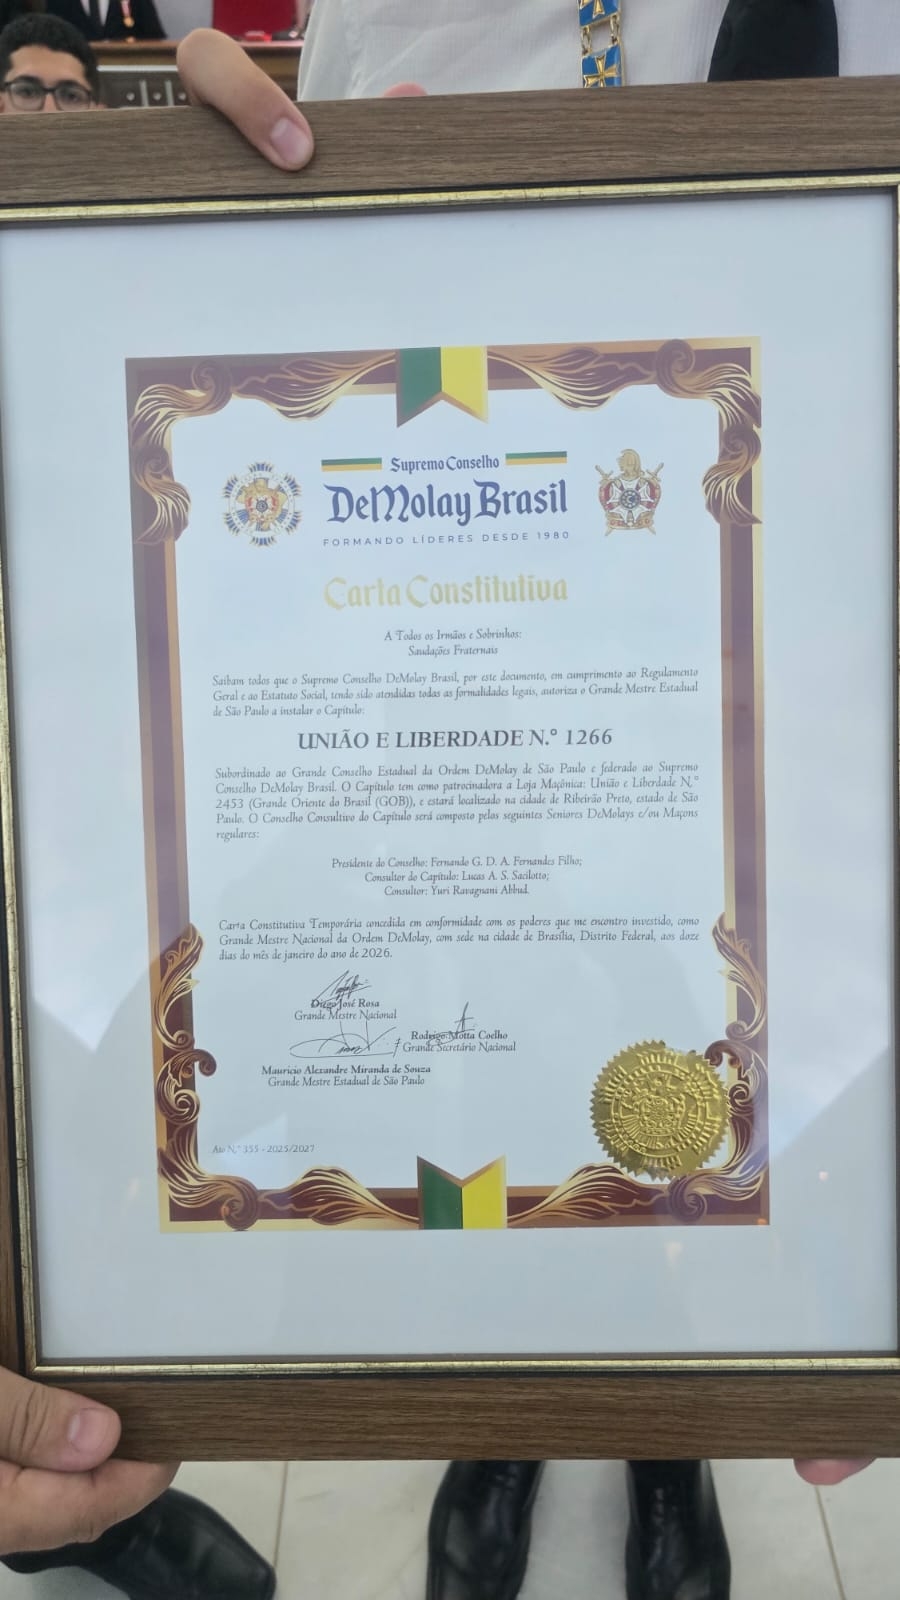 Supremo Conselho
DeMolay Brasil
FORMANDO LÍDERES DESDE 1980
Carta Constitutiva
A Todos os Irmãos e Sobrinhos:
Saudações Fraternais
Saibam todos que o Supremo Conselho DeMolay Brasil, por este documento, em cumprimento ao Regulamento
Geral e ao Estatuto Social, tendo sido atendidas todas as formalidades legais, autoriza o Grande Mestre Estadual
de São Paulo a instalar o Capítulo:
UNIÃO E LIBERDADE N.° 1266
Subordinado ao Grande Conselho Estadual da Ordem DeMolay de São Paulo e federado ao Supremo
Conselho DeMolay Brasil. O Capítulo tem como patrocinadora a Loja Maçônica: União e Liberdade N.°
2453 (Grande Oriente do Brasil (GOB)), e estará localizado na cidade de Ribeirão Preto, estado de São
Paulo. O Conselho Consultivo do Capítulo será composto pelos seguintes Seniores DeMolays e/ou Maçons
regulares:
Presidente do Conselho: Fernando G. D. A. Fernandes Filho;
Consultor do Capítulo: Lucas A. S. Sacilotto;
Consultor: Yuri Ravagnani Abbud.
Carta Constitutiva Temporária concedida em conformidade com os poderes que me encontro investido, como
Grande Mestre Nacional da Ordem DeMolay, com sede na cidade de Brasília, Distrito Federal, aos doze
dias do mês de janeiro do ano de 2026.
Diego José Rosa
Grande Mestre Nacional
Rodrigo Motta Coelho
Grande Secretário Nacional
Mauricio Alexandre Miranda de Souza
Grande Mestre Estadual de São Paulo
Ato N.° 355 - 2025/2027